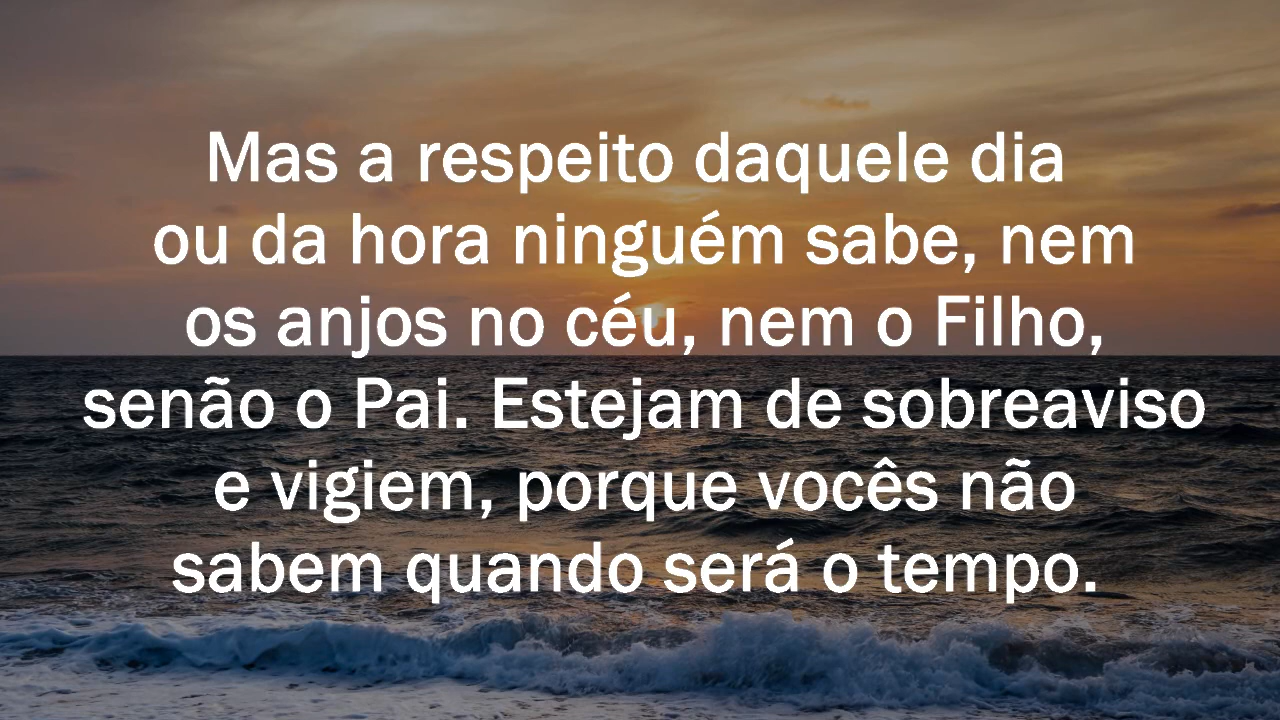 Mas a respeito daquele dia
ou da hora ninguém sabe, nem
os anjos no céu, nem o Filho,
senão o Pai. Estejam de sobreaviso
e vigiem, porque vocês não
sabem quando será o tempo.